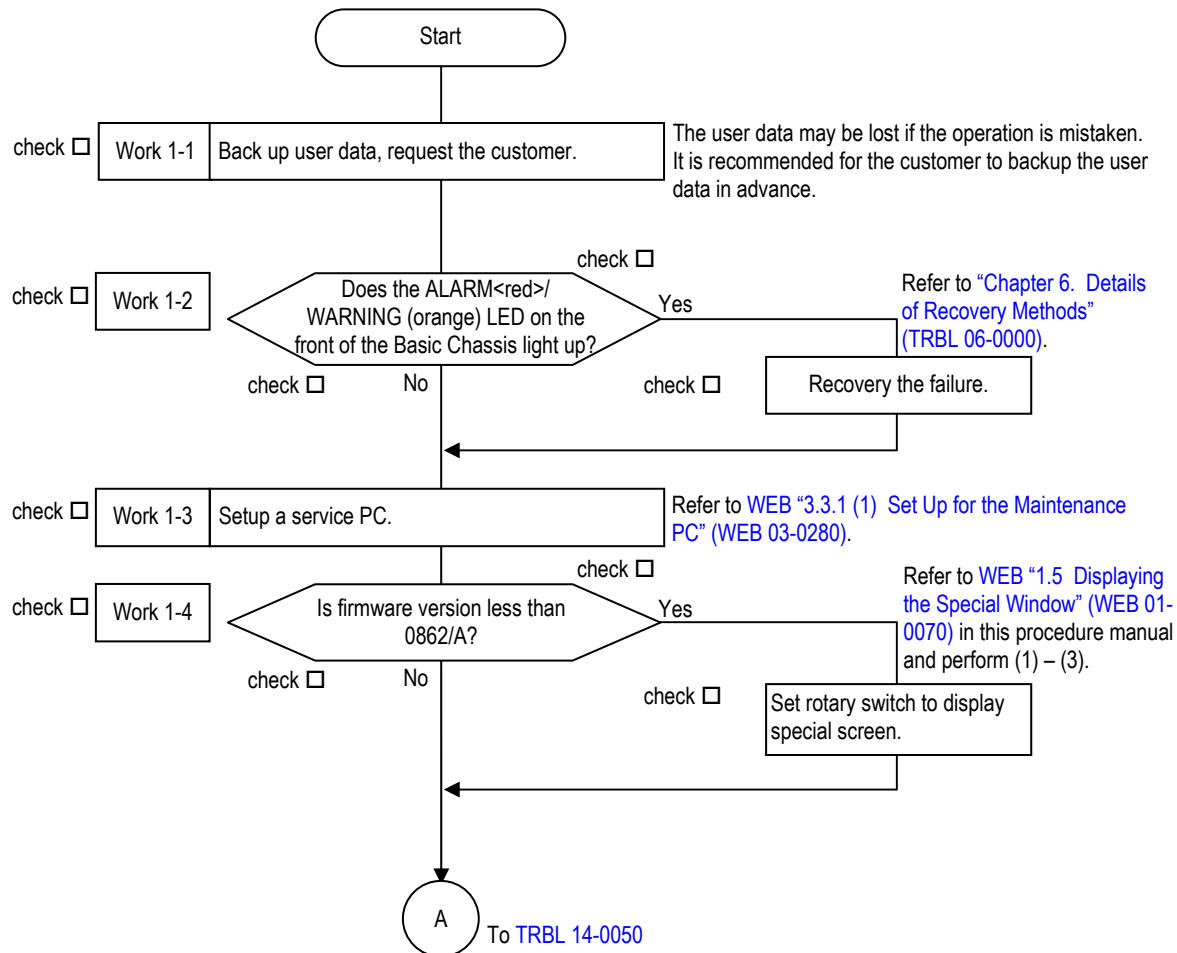 Start
check □
Work 1-1
Back up user data, request the customer.
The user data may be lost if the operation is mistaken.
It is recommended for the customer to backup the user
data in advance.
check □
check □
Work 1-2
Does the ALARM<red>/
WARNING (orange) LED on the
front of the Basic Chassis light up?
Yes
Refer to “Chapter 6.  Details
of Recovery Methods”
(TRBL 06-0000).
check □
No
check □
Recovery the failure.
check □
Work 1-3
Setup a service PC.
Refer to WEB “3.3.1 (1)  Set Up for the Maintenance
PC” (WEB 03-0280).
check □
check □
Work 1-4
Is firmware version less than
0862/A?
Yes
Refer to WEB “1.5  Displaying
the Special Window” (WEB 01-
0070) in this procedure manual
and perform (1) – (3).
check □
No
check □
Set rotary switch to display
special screen.
A
To TRBL 14-0050